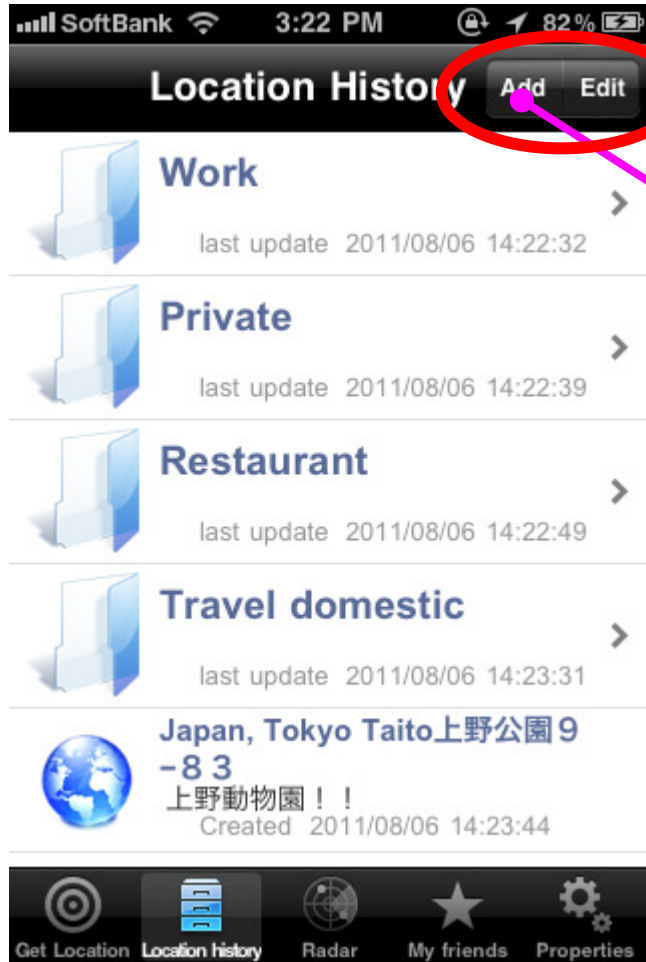 SoftBank 3:22 PM 82%
Location History Add Edit
Work
last update 2011/08/06 14:22:32
Private
last update 2011/08/06 14:22:39
Restaurant
last update 2011/08/06 14:22:49
Travel domestic
last update 2011/08/06 14:23:31
Japan, Tokyo Taito上野公園９
－８３
上野動物園！！
Created 2011/08/06 14:23:44
Get Location Location history Radar My friends Properties